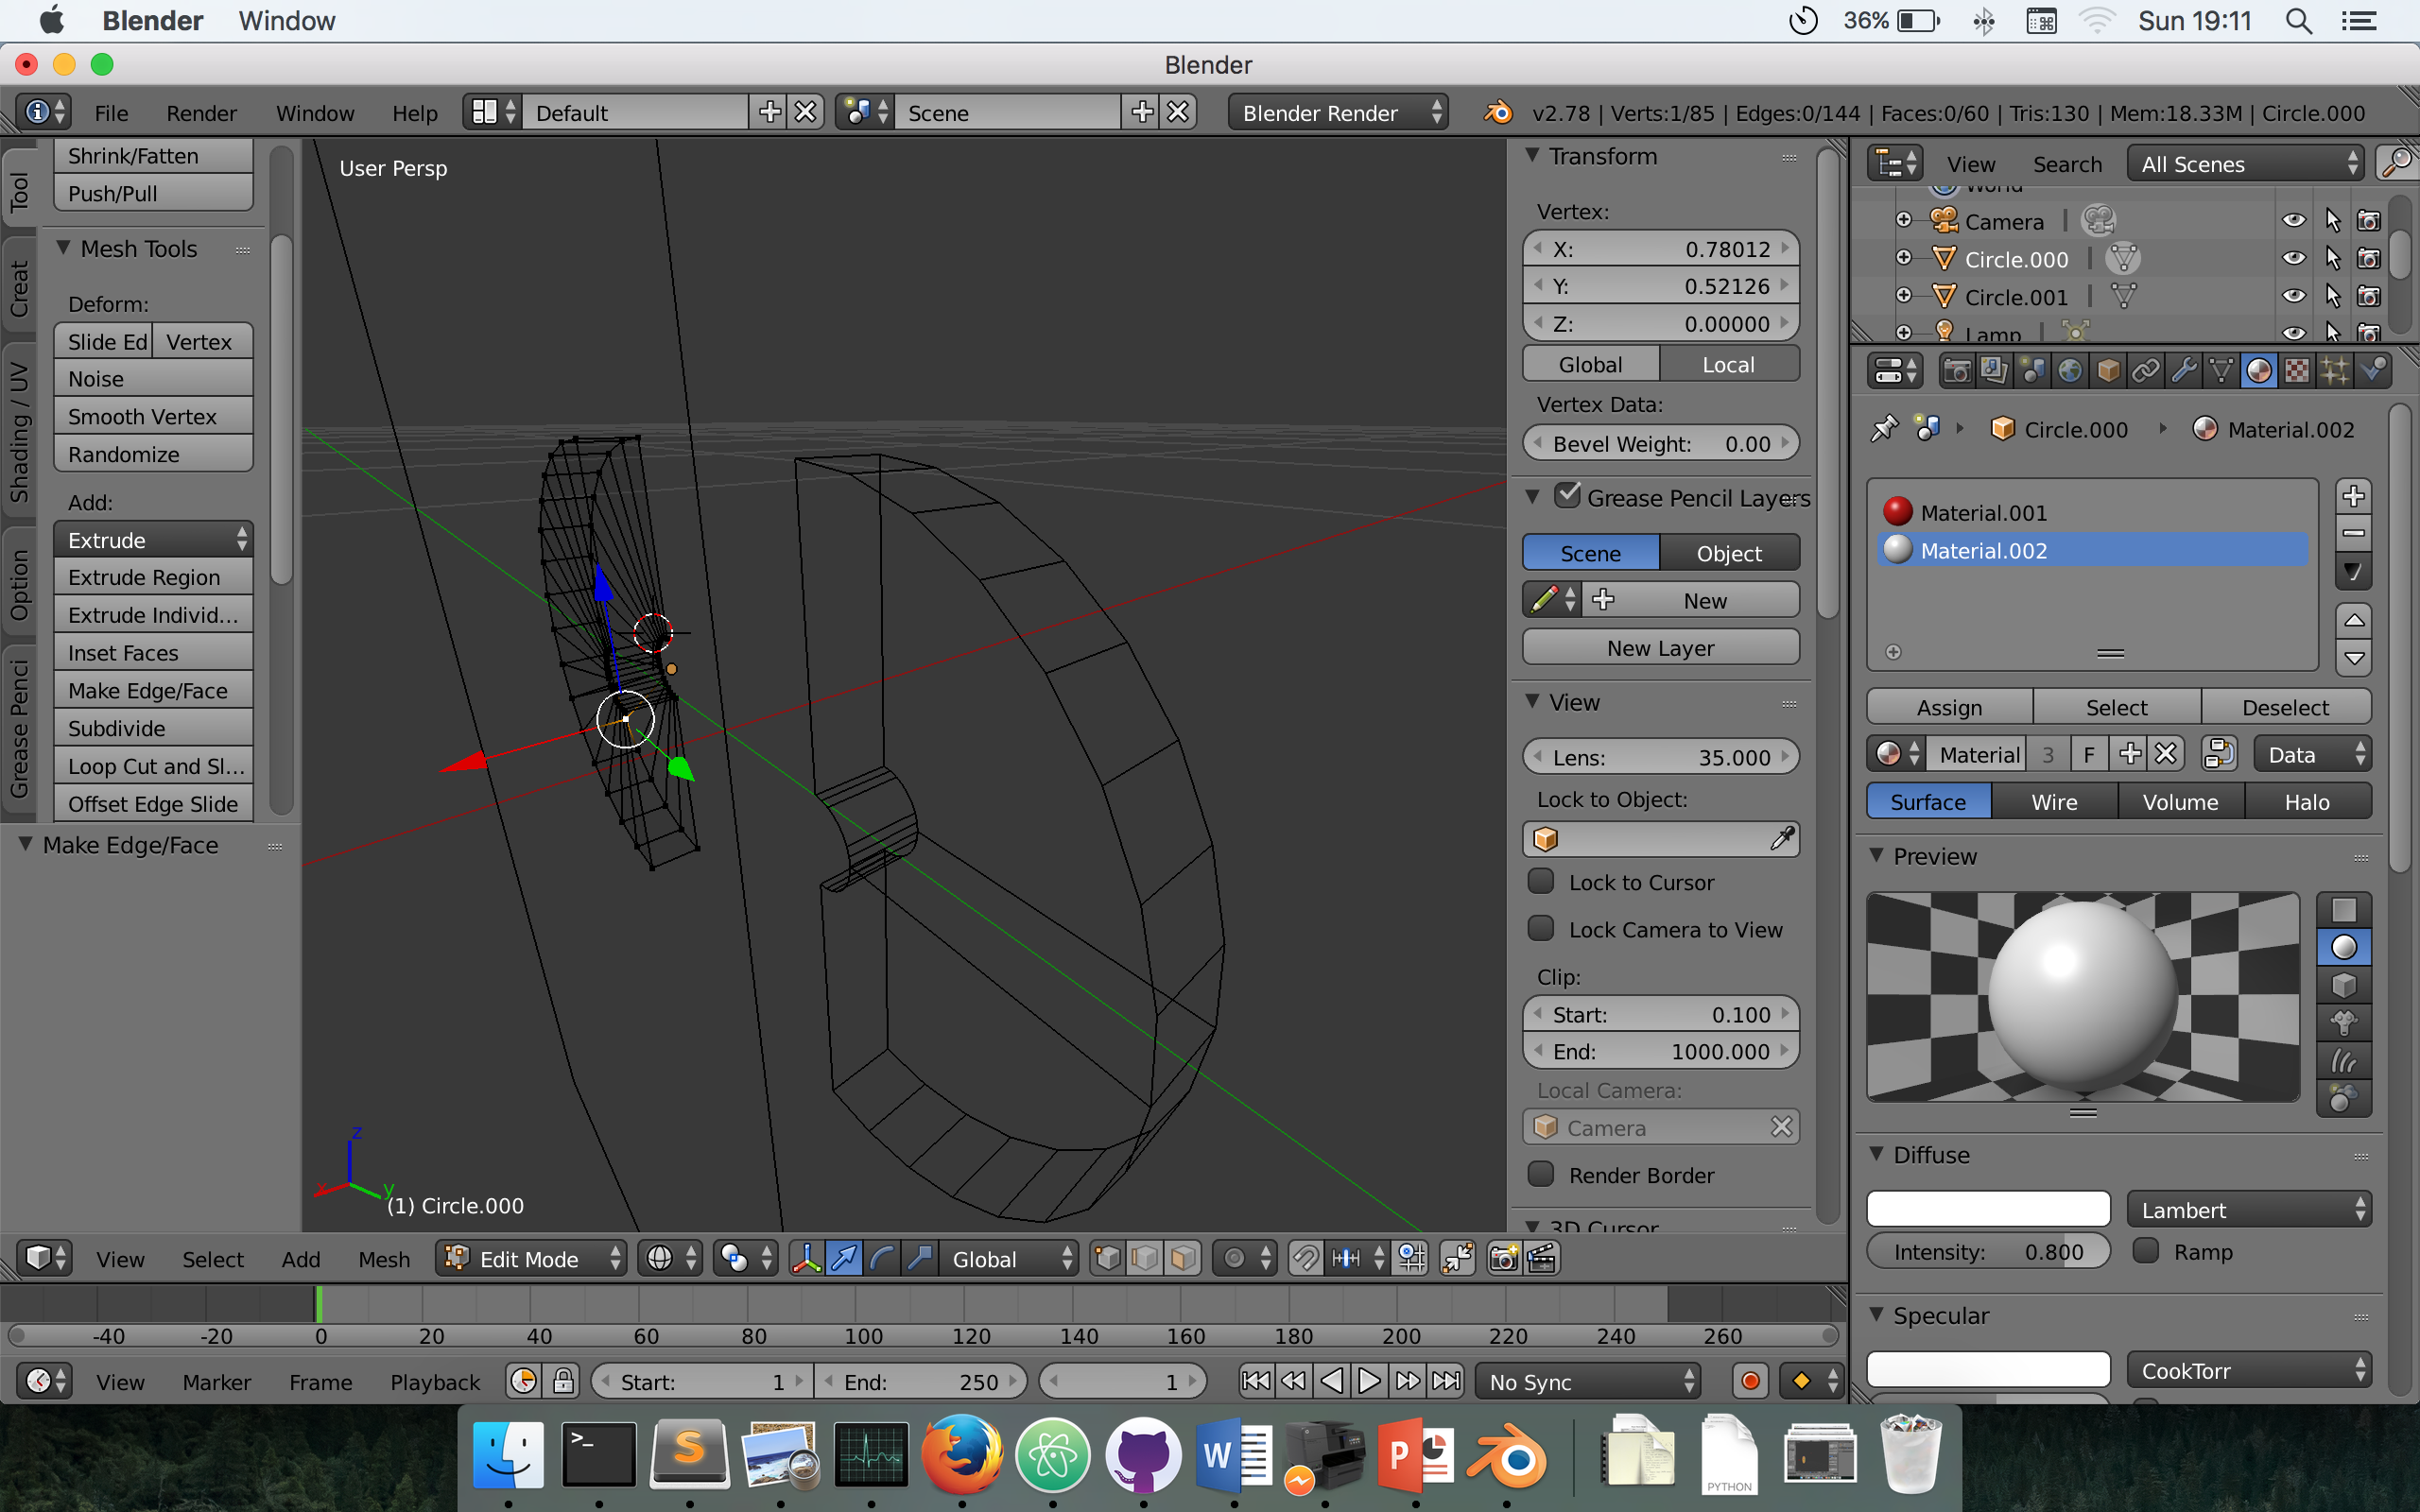 Blender Window 36% Sun 19:11
Blender
File Render Window Help Default Scene Blender Render v2.78 | Verts:1/85 | Edges:0/144 | Faces:0/60 | Tris:130 | Mem:18.33M | Circle.000
Tool
Creat
Shading / UV
Option
Grease Penci
Shrink/Fatten
Push/Pull
Mesh Tools
Deform:
Slide Ed Vertex
Noise
Smooth Vertex
Randomize
Add:
Extrude
Extrude Region
Extrude Individ...
Inset Faces
Make Edge/Face
Subdivide
Loop Cut and Sl...
Offset Edge Slide
Make Edge/Face
User Persp
z
x
y
(1) Circle.000
Transform
Vertex:
X: 0.78012
Y: 0.52126
Z: 0.00000
Global Local
Vertex Data:
Bevel Weight: 0.00
Grease Pencil Layers
Scene Object
New
New Layer
View
Lens: 35.000
Lock to Object:
Lock to Cursor
Lock Camera to View
Clip:
Start: 0.100
End: 1000.000
Local Camera:
Camera
Render Border
3D Cursor
View Search All Scenes
World
Camera
Circle.000
Circle.001
Lamp
Circle.000 Material.002
Material.001
Material.002
Assign Select Deselect
Material 3 F Data
Surface Wire Volume Halo
Preview
Diffuse
Lambert
Intensity: 0.800 Ramp
Specular
CookTorr
View Select Add Mesh Edit Mode Global
-40 -20 0 20 40 60 80 100 120 140 160 180 200 220 240 260
View Marker Frame Playback Start: 1 End: 250 1 No Sync
>_
S
W
P
PYTHON